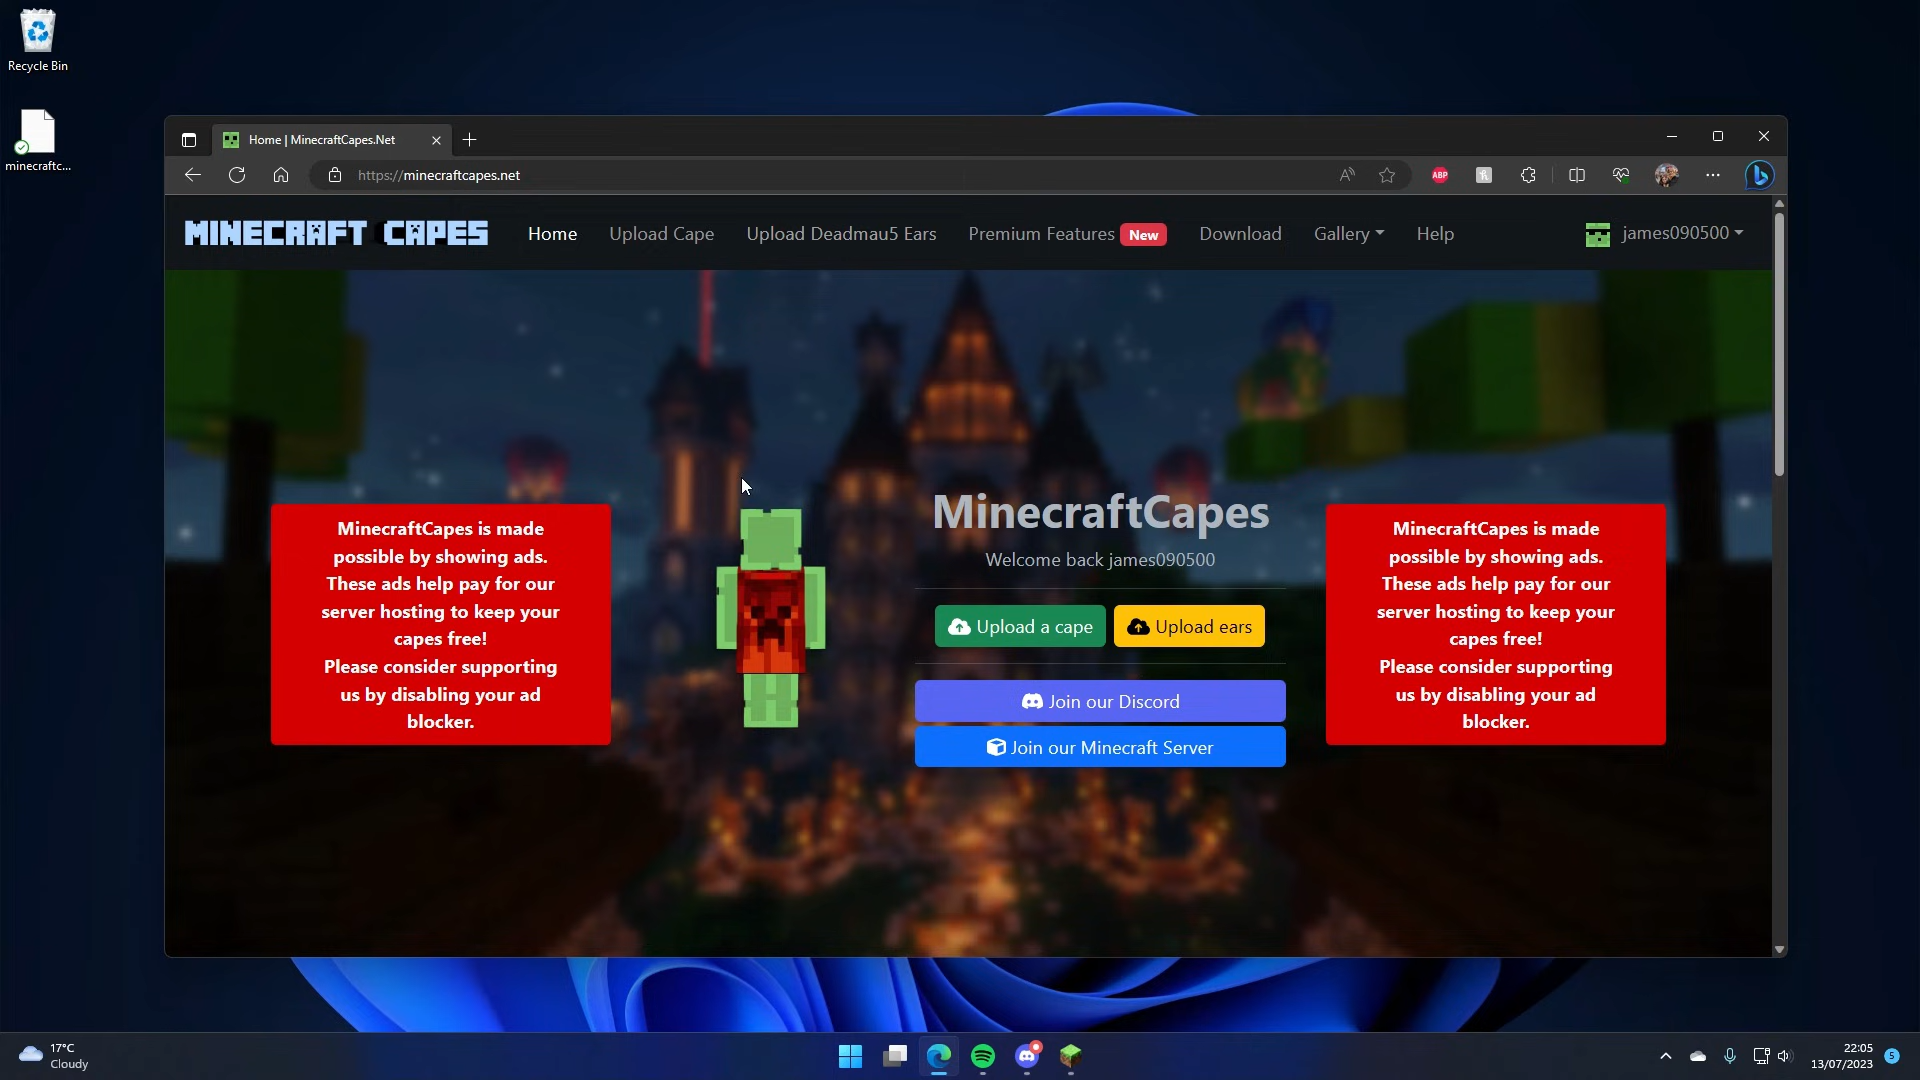 Recycle Bin
minecraftc...
Home | MinecraftCapes.Net
https://minecraftcapes.net
ABP
MINECRAFT CAPES
Home
Upload Cape
Upload Deadmau5 Ears
Premium Features New
Download
Gallery
Help
james090500
MinecraftCapes is made
possible by showing ads.
These ads help pay for our
server hosting to keep your
capes free!
Please consider supporting
us by disabling your ad
blocker.
MinecraftCapes
Welcome back james090500
Upload a cape
Upload ears
Join our Discord
Join our Minecraft Server
MinecraftCapes is made
possible by showing ads.
These ads help pay for our
server hosting to keep your
capes free!
Please consider supporting
us by disabling your ad
blocker.
17°C
Cloudy
22:05
13/07/2023
5